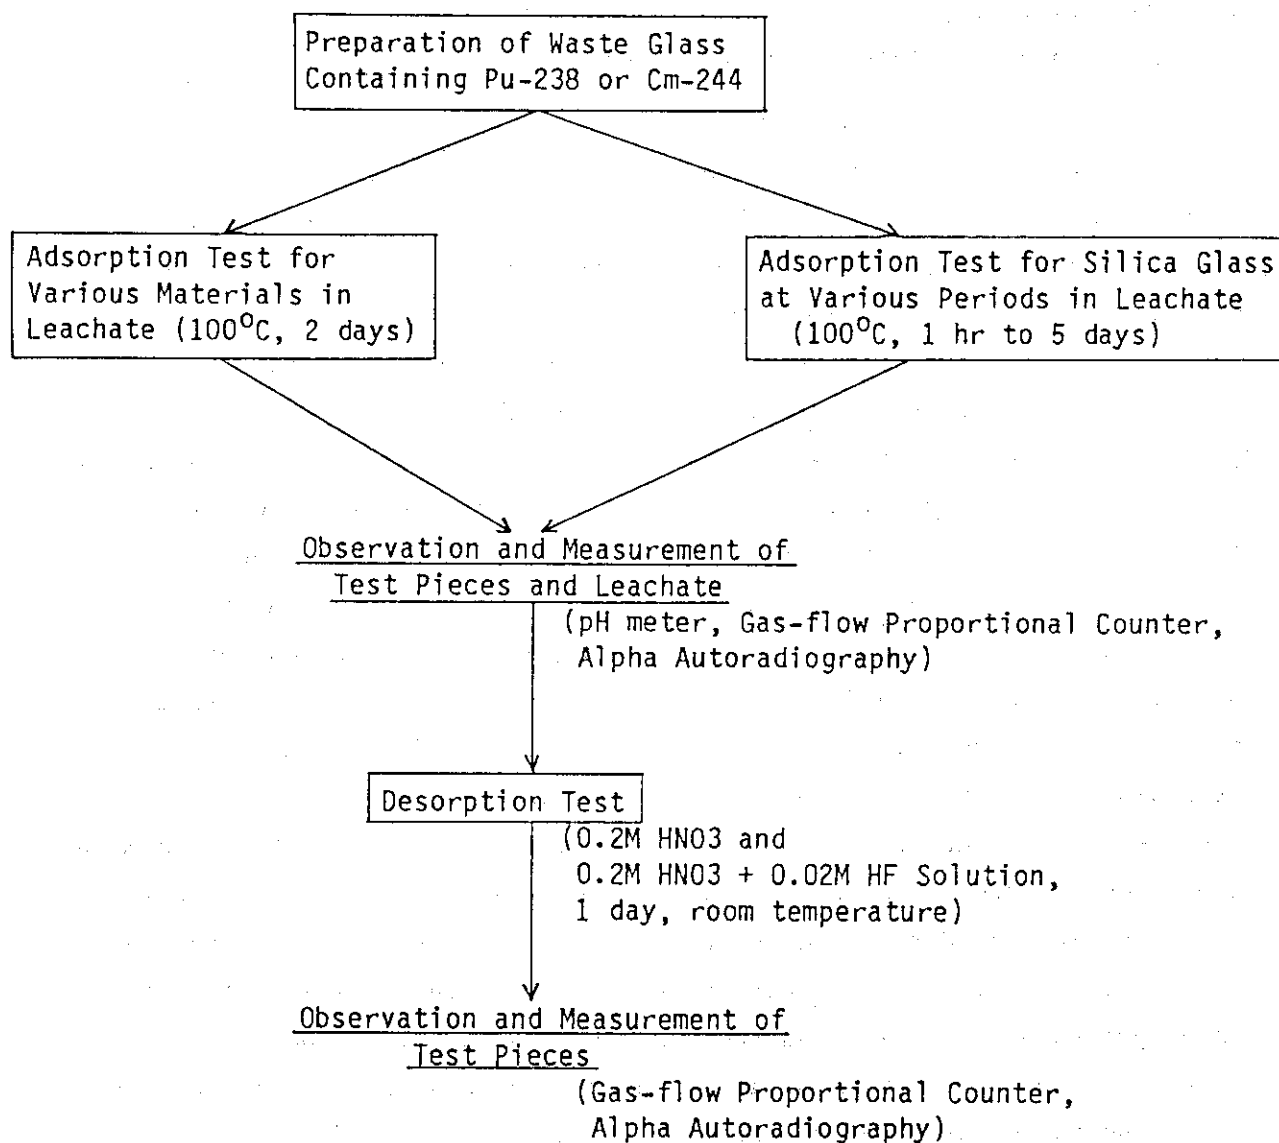 Preparation of Waste Glass
Containing Pu-238 or Cm-244
Adsorption Test for
Various Materials in
Leachate (100°C, 2 days)
Adsorption Test for Silica Glass
at Various Periods in Leachate
(100°C, 1 hr to 5 days)
Observation and Measurement of
Test Pieces and Leachate
(pH meter, Gas-flow Proportional Counter,
Alpha Autoradiography)
Desorption Test
(0.2M HNO3 and
0.2M HNO3 + 0.02M HF Solution,
1 day, room temperature)
Observation and Measurement of
Test Pieces
(Gas-flow Proportional Counter,
Alpha Autoradiography)